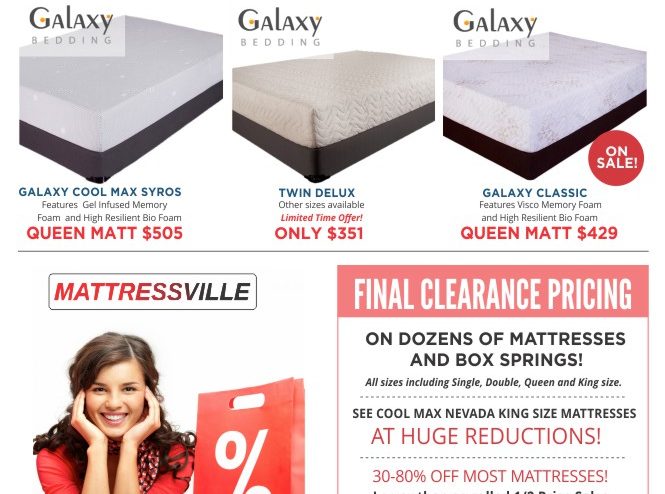 Galaxy
BEDDING
GALAXY COOL MAX SYROS
Features Gel Infused Memory
Foam and High Resilient Bio Foam
QUEEN MATT $505
Galaxy
BEDDING
TWIN DELUX
Other sizes available
Limited Time Offer!
ONLY $351
Galaxy
BEDDING
ON
SALE!
GALAXY CLASSIC
Features Visco Memory Foam
and High Resilient Bio Foam
QUEEN MATT $429
MATTRESSVILLE
%
FINAL CLEARANCE PRICING
ON DOZENS OF MATTRESSES
AND BOX SPRINGS!
All sizes including Single, Double, Queen and King size.
SEE COOL MAX NEVADA KING SIZE MATTRESSES
AT HUGE REDUCTIONS!
30-80% OFF MOST MATTRESSES!